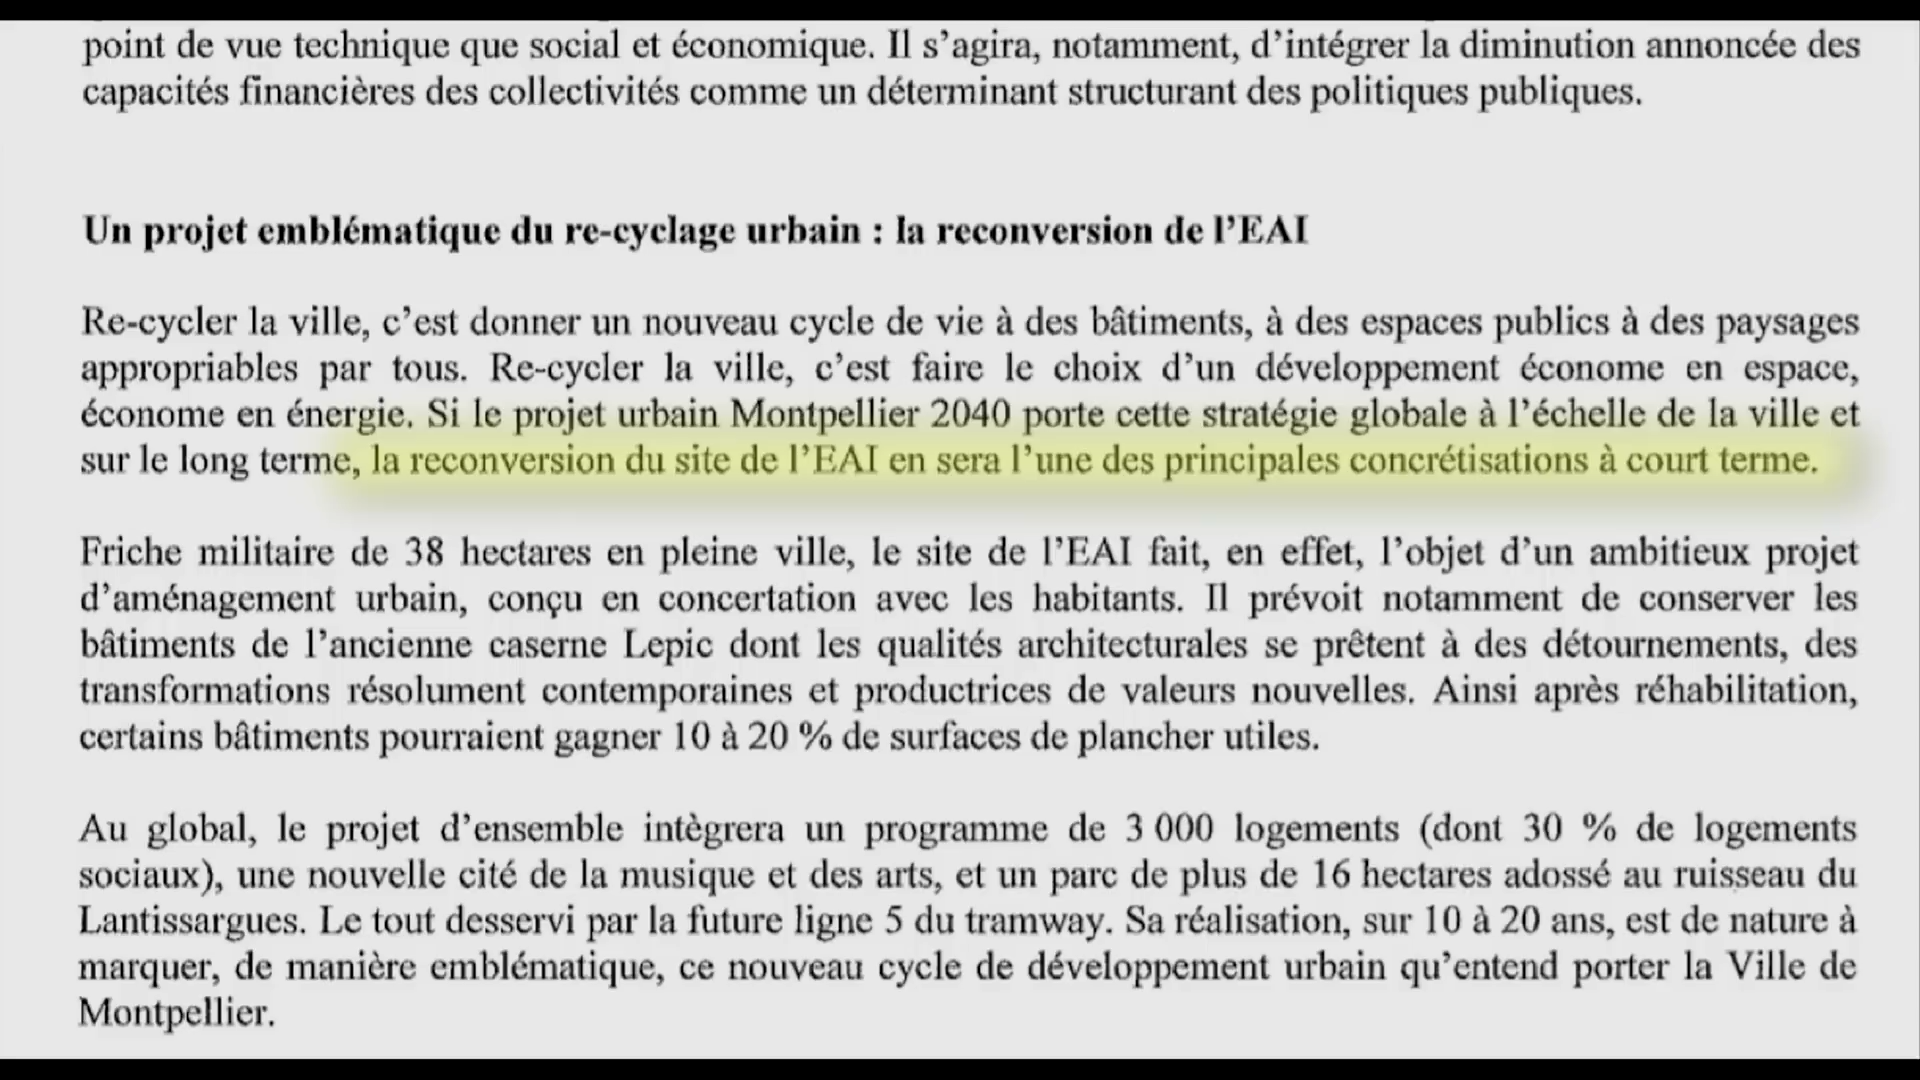 point de vue technique que social et économique. Il s’agira, notamment, d’intégrer la diminution annoncée des
capacités financières des collectivités comme un déterminant structurant des politiques publiques.
Un projet emblématique du re-cyclage urbain : la reconversion de l’EAI
Re-cycler la ville, c’est donner un nouveau cycle de vie à des bâtiments, à des espaces publics à des paysages
appropriables par tous. Re-cycler la ville, c’est faire le choix d’un développement économe en espace,
économe en énergie. Si le projet urbain Montpellier 2040 porte cette stratégie globale à l’échelle de la ville et
sur le long terme, la reconversion du site de l’EAI en sera l’une des principales concrétisations à court terme.
Friche militaire de 38 hectares en pleine ville, le site de l’EAI fait, en effet, l’objet d’un ambitieux projet
d’aménagement urbain, conçu en concertation avec les habitants. Il prévoit notamment de conserver les
bâtiments de l’ancienne caserne Lepic dont les qualités architecturales se prêtent à des détournements, des
transformations résolument contemporaines et productrices de valeurs nouvelles. Ainsi après réhabilitation,
certains bâtiments pourraient gagner 10 à 20 % de surfaces de plancher utiles.
Au global, le projet d’ensemble intègrera un programme de 3 000 logements (dont 30 % de logements
sociaux), une nouvelle cité de la musique et des arts, et un parc de plus de 16 hectares adossé au ruisseau du
Lantissargues. Le tout desservi par la future ligne 5 du tramway. Sa réalisation, sur 10 à 20 ans, est de nature à
marquer, de manière emblématique, ce nouveau cycle de développement urbain qu’entend porter la Ville de
Montpellier.